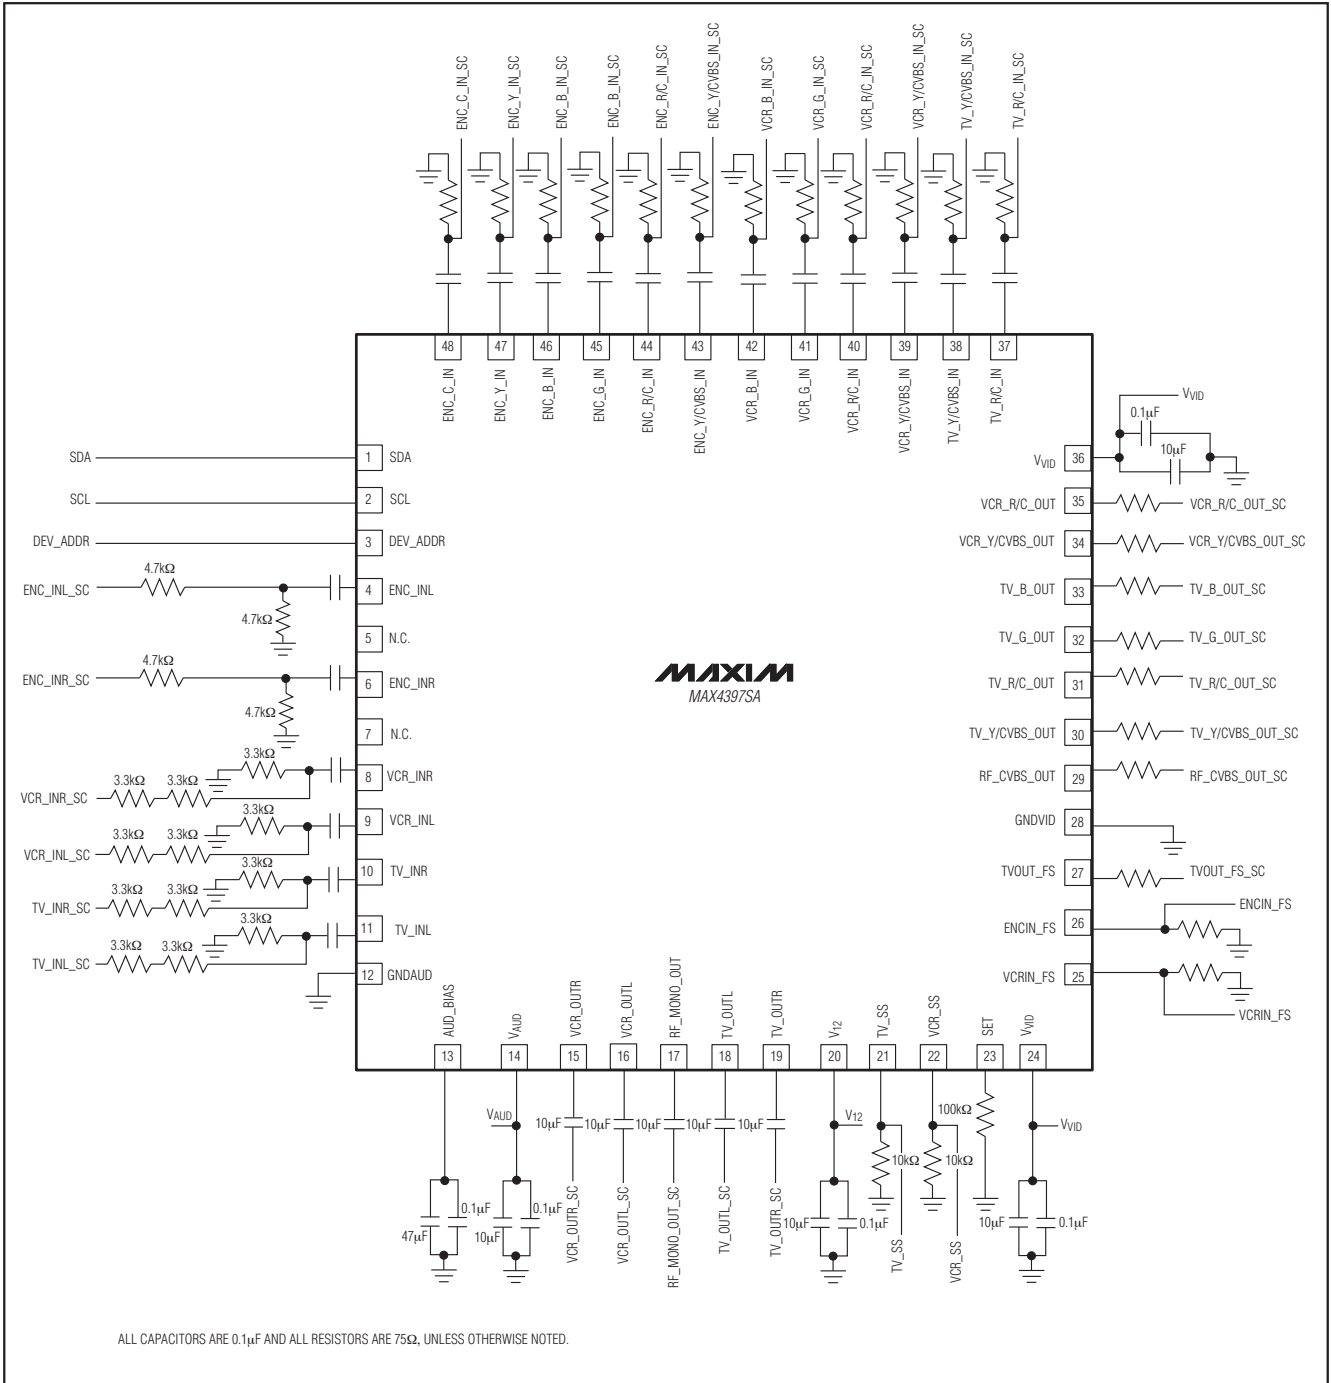 ENC_C_IN_SC
ENC_Y_IN_SC
ENC_B_IN_SC
ENC_B_IN_SC
ENC_R/C_IN_SC
ENC_Y/CVBS_IN_SC
VCR_B_IN_SC
VCR_G_IN_SC
VCR_R/C_IN_SC
VCR_Y/CVBS_IN_SC
TV_Y/CVBS_IN_SC
TV_R/C_IN_SC
48
47
46
45
44
43
42
41
40
39
38
37
ENC_C_IN
ENC_Y_IN
ENC_B_IN
ENC_G_IN
ENC_R/C_IN
ENC_Y/CVBS_IN
VCR_B_IN
VCR_G_IN
VCR_R/C_IN
VCR_Y/CVBS_IN
TV_Y/CVBS_IN
TV_R/C_IN
SDA
1 SDA
SCL
2 SCL
DEV_ADDR
3 DEV_ADDR
4.7kΩ
ENC_INL_SC
4 ENC_INL
4.7kΩ
5 N.C.
4.7kΩ
ENC_INR_SC
6 ENC_INR
4.7kΩ
7 N.C.
3.3kΩ
8 VCR_INR
3.3kΩ 3.3kΩ
VCR_INR_SC
3.3kΩ
9 VCR_INL
3.3kΩ 3.3kΩ
VCR_INL_SC
3.3kΩ
10 TV_INR
3.3kΩ 3.3kΩ
TV_INR_SC
3.3kΩ
11 TV_INL
3.3kΩ 3.3kΩ
TV_INL_SC
12 GNDAUD
MAXIM
MAX4397SA
VVID
0.1µF
10µF
VVID 36
VCR_R/C_OUT 35 VCR_R/C_OUT_SC
VCR_Y/CVBS_OUT 34 VCR_Y/CVBS_OUT_SC
TV_B_OUT 33 TV_B_OUT_SC
TV_G_OUT 32 TV_G_OUT_SC
TV_R/C_OUT 31 TV_R/C_OUT_SC
TV_Y/CVBS_OUT 30 TV_Y/CVBS_OUT_SC
RF_CVBS_OUT 29 RF_CVBS_OUT_SC
GNDVID 28
TVOUT_FS 27 TVOUT_FS_SC
ENCIN_FS
ENCIN_FS 26
VCRIN_FS 25
VCRIN_FS
AUD_BIAS
VAUD
VCR_OUTR
VCR_OUTL
RF_MONO_OUT
TV_OUTL
TV_OUTR
V12
TV_SS
VCR_SS
SET
VVID
13
14
15
16
17
18
19
20
21
22
23
24
VAUD
10µF
10µF
10µF
10µF
10µF
V12
100kΩ
VVID
10kΩ
10kΩ
47µF
0.1µF
10µF
0.1µF
VCR_OUTR_SC
VCR_OUTL_SC
RF_MONO_OUT_SC
TV_OUTL_SC
TV_OUTR_SC
10µF
0.1µF
TV_SS
VCR_SS
10µF
0.1µF
ALL CAPACITORS ARE 0.1µF AND ALL RESISTORS ARE 75Ω, UNLESS OTHERWISE NOTED.